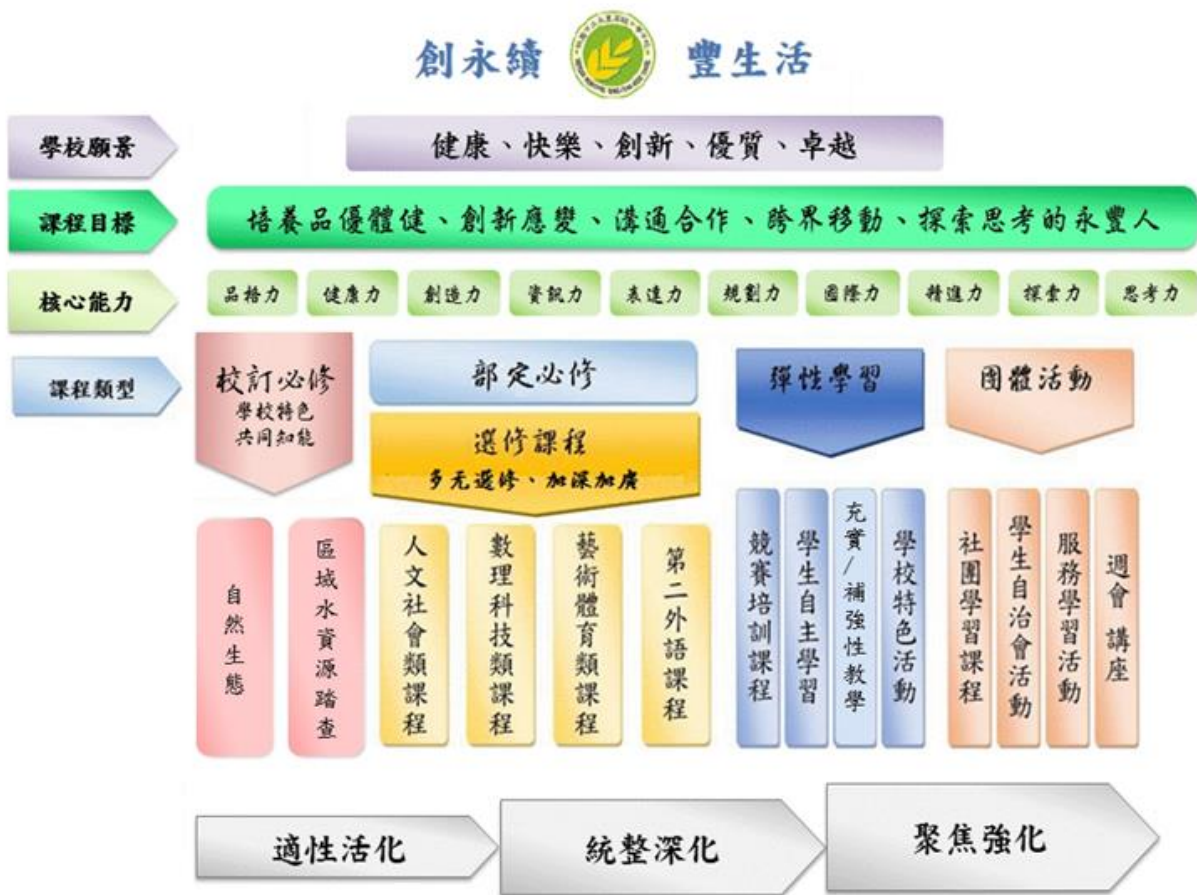 創永續 豐生活
學校願景
健康、快樂、創新、優質、卓越
課程目標
培養品優體健、創新應變、溝通合作、跨界移動、探索思考的永豐人
核心能力
品格力
健康力
創造力
資訊力
表達力
規劃力
國際力
精進力
探索力
思考力
課程類型
校訂必修
學校特色
共同知能
部定必修
選修課程
多元選修、加深加廣
彈性學習
團體活動
自然生態
區域水資源踏查
人文社會類課程
數理科技類課程
藝術體育類課程
第二外語課程
競賽培訓課程
學生自主學習
充實/補強性教學
學校特色活動
社團學習課程
學生自治會活動
服務學習活動
週會講座
適性活化
統整深化
聚焦強化